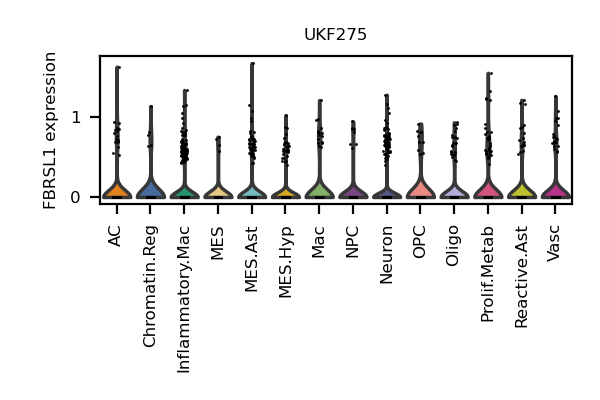 UKF275
FBRSL1 expression
1
0
AC
Chromatin.Reg
Inflammatory.Mac
MES
MES.Ast
MES.Hyp
Mac
NPC
Neuron
OPC
Oligo
Prolif.Metab
Reactive.Ast
Vasc